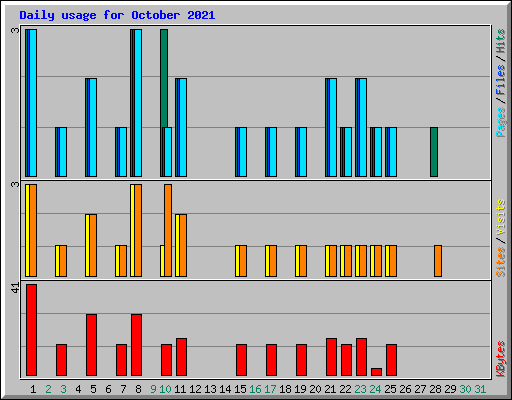 Daily usage for October 2021
3
Pages/Files/Hits
3
Sites/Visits
41
KBytes
1 2 3 4 5 6 7 8 9 10 11 12 13 14 15 16 17 18 19 20 21 22 23 24 25 26 27 28 29 30 31